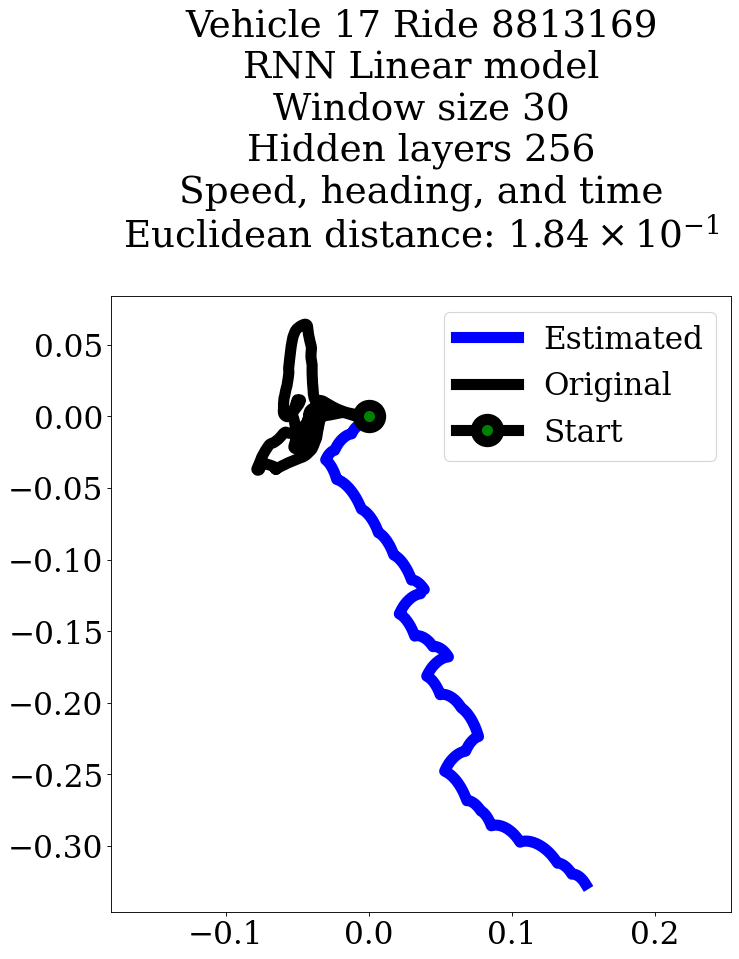 Vehicle 17 Ride 8813169
RNN Linear model
Window size 30
Hidden layers 256
Speed, heading, and time
Euclidean distance: 1.84 × 10⁻¹
Estimated
Original
Start
0.05
0.00
−0.05
−0.10
−0.15
−0.20
−0.25
−0.30
−0.1
0.0
0.1
0.2